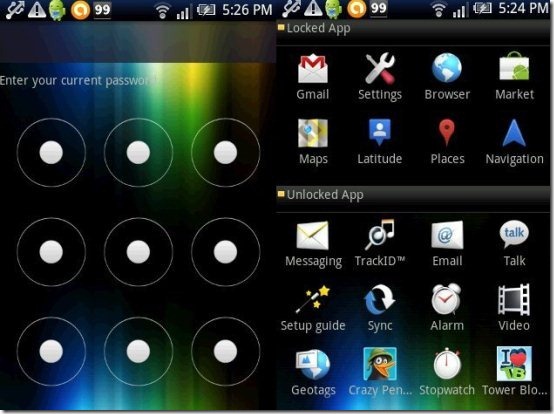 99 5:26 PM
Enter your current password
99 5:24 PM
Locked App
Gmail Settings Browser Market
Maps Latitude Places Navigation
Unlocked App
Messaging TrackID™ Email Talk
talk
Setup guide Sync Alarm Video
Geotags Crazy Pen... Stopwatch Tower Blo...